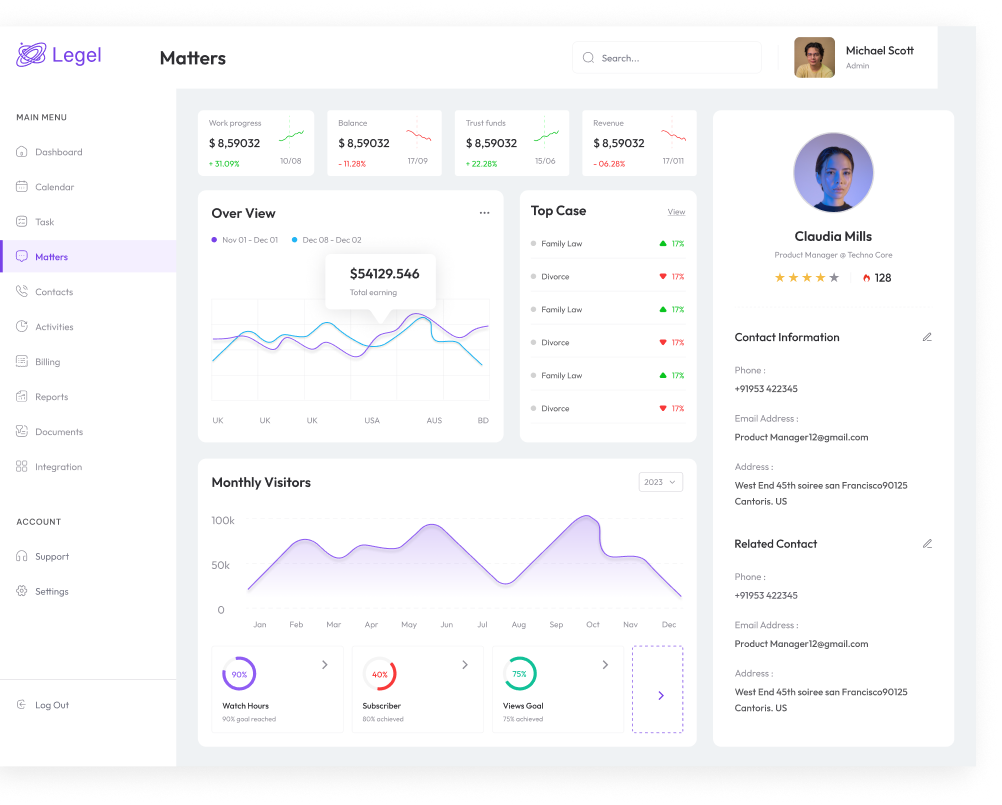 Legel
Matters
Search...
Michael Scott
Admin
MAIN MENU
Dashboard
Calendar
Task
Matters
Contacts
Activities
Billing
Reports
Documents
Integration
ACCOUNT
Support
Settings
Log Out
Work progress
$ 8,59032
+ 31.09%
10/08
Balance
$ 8,59032
- 11.28%
17/09
Trust funds
$ 8,59032
+ 22.28%
15/06
Revenue
$ 8,59032
- 06.28%
17/011
Over View
Nov 01 - Dec 01
Dec 08 - Dec 02
$54129.546
Total earning
UK UK UK USA AUS BD
Top Case
View
Family Law 17%
Divorce 17%
Family Law 17%
Divorce 17%
Family Law 17%
Divorce 17%
Monthly Visitors
2023
100k
50k
0
Jan Feb Mar Apr May Jun Jul Aug Sep Oct Nav Dec
90%
Watch Hours
90% goal reached
40%
Subscriber
80% achieved
75%
Views Goal
75% achieved
Claudia Mills
Product Manager @ Techno Core
128
Contact Information
Phone :
+91953 422345
Email Address :
Product Manager12@gmail.com
Address :
West End 45th soiree san Francisco90125
Cantoris. US
Related Contact
Phone :
+91953 422345
Email Address :
Product Manager12@gmail.com
Address :
West End 45th soiree san Francisco90125
Cantoris. US